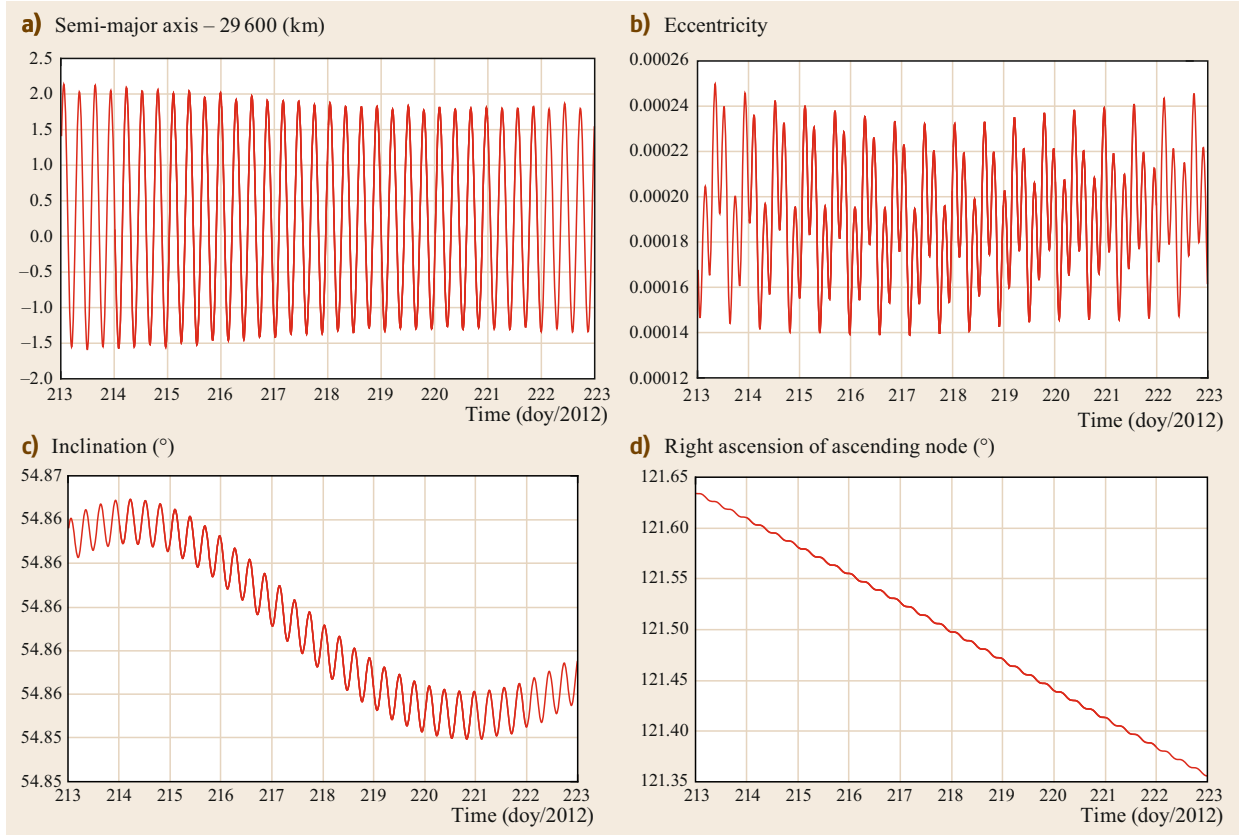 a) Semi-major axis – 29 600 (km)
2.5
2.0
1.5
1.0
0.5
0.0
–0.5
–1.0
–1.5
–2.0
213 214 215 216 217 218 219 220 221 222 223
Time (doy/2012)
b) Eccentricity
0.00026
0.00024
0.00022
0.00020
0.00018
0.00016
0.00014
0.00012
213 214 215 216 217 218 219 220 221 222 223
Time (doy/2012)
c) Inclination (°)
54.87
54.86
54.86
54.86
54.86
54.86
54.85
54.85
213 214 215 216 217 218 219 220 221 222 223
Time (doy/2012)
d) Right ascension of ascending node (°)
121.65
121.60
121.55
121.50
121.45
121.40
121.35
213 214 215 216 217 218 219 220 221 222 223
Time (doy/2012)